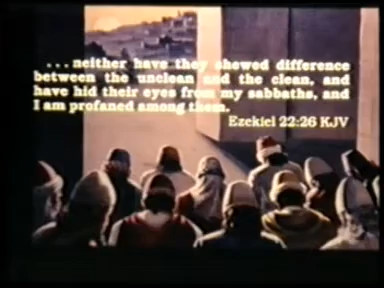 ...neither have they shewed difference
between the unclean and the clean, and
have hid their eyes from my sabbaths, and
I am profaned among them.
Ezekiel 22:26 KJV